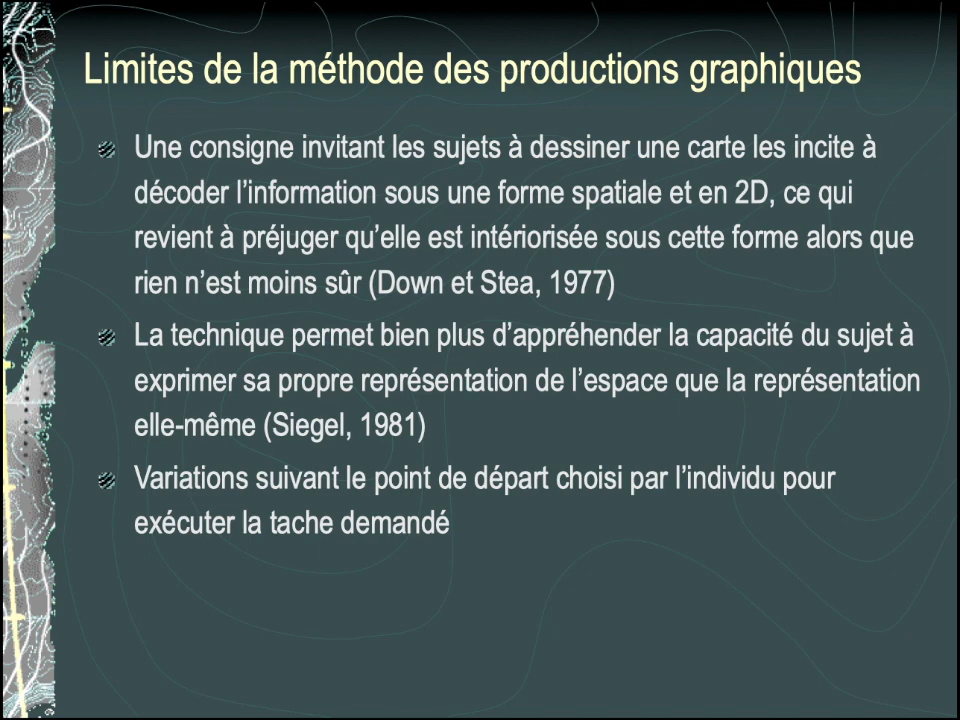 Limites de la méthode des productions graphiques
Une consigne invitant les sujets à dessiner une carte les incite à
décoder l’information sous une forme spatiale et en 2D, ce qui
revient à préjuger qu’elle est intériorisée sous cette forme alors que
rien n’est moins sûr (Down et Stea, 1977)
La technique permet bien plus d’appréhender la capacité du sujet à
exprimer sa propre représentation de l’espace que la représentation
elle-même (Siegel, 1981)
Variations suivant le point de départ choisi par l’individu pour
exécuter la tache demandé